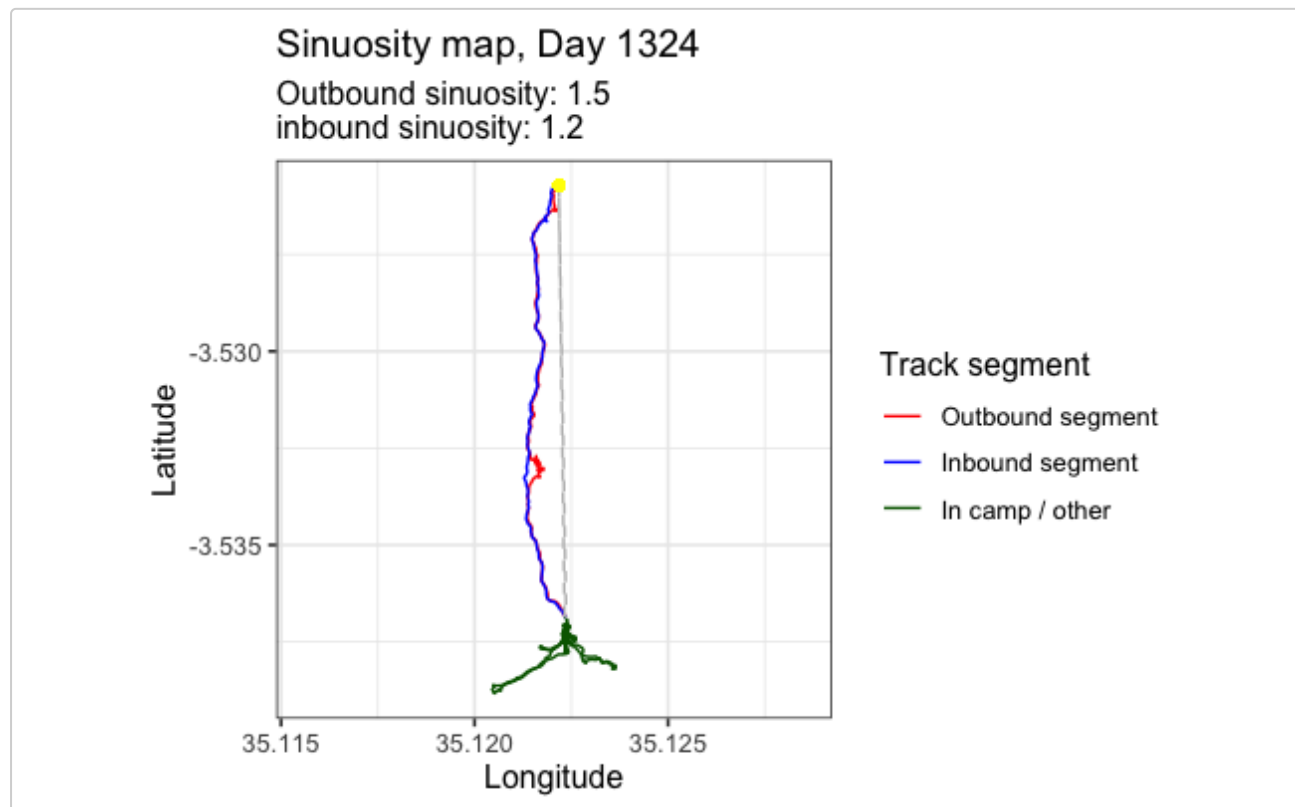 Sinuosity map, Day 1324
Outbound sinuosity: 1.5
inbound sinuosity: 1.2
-3.530
-3.535
Latitude
35.115
35.120
35.125
Longitude
Track segment
Outbound segment
Inbound segment
In camp / other